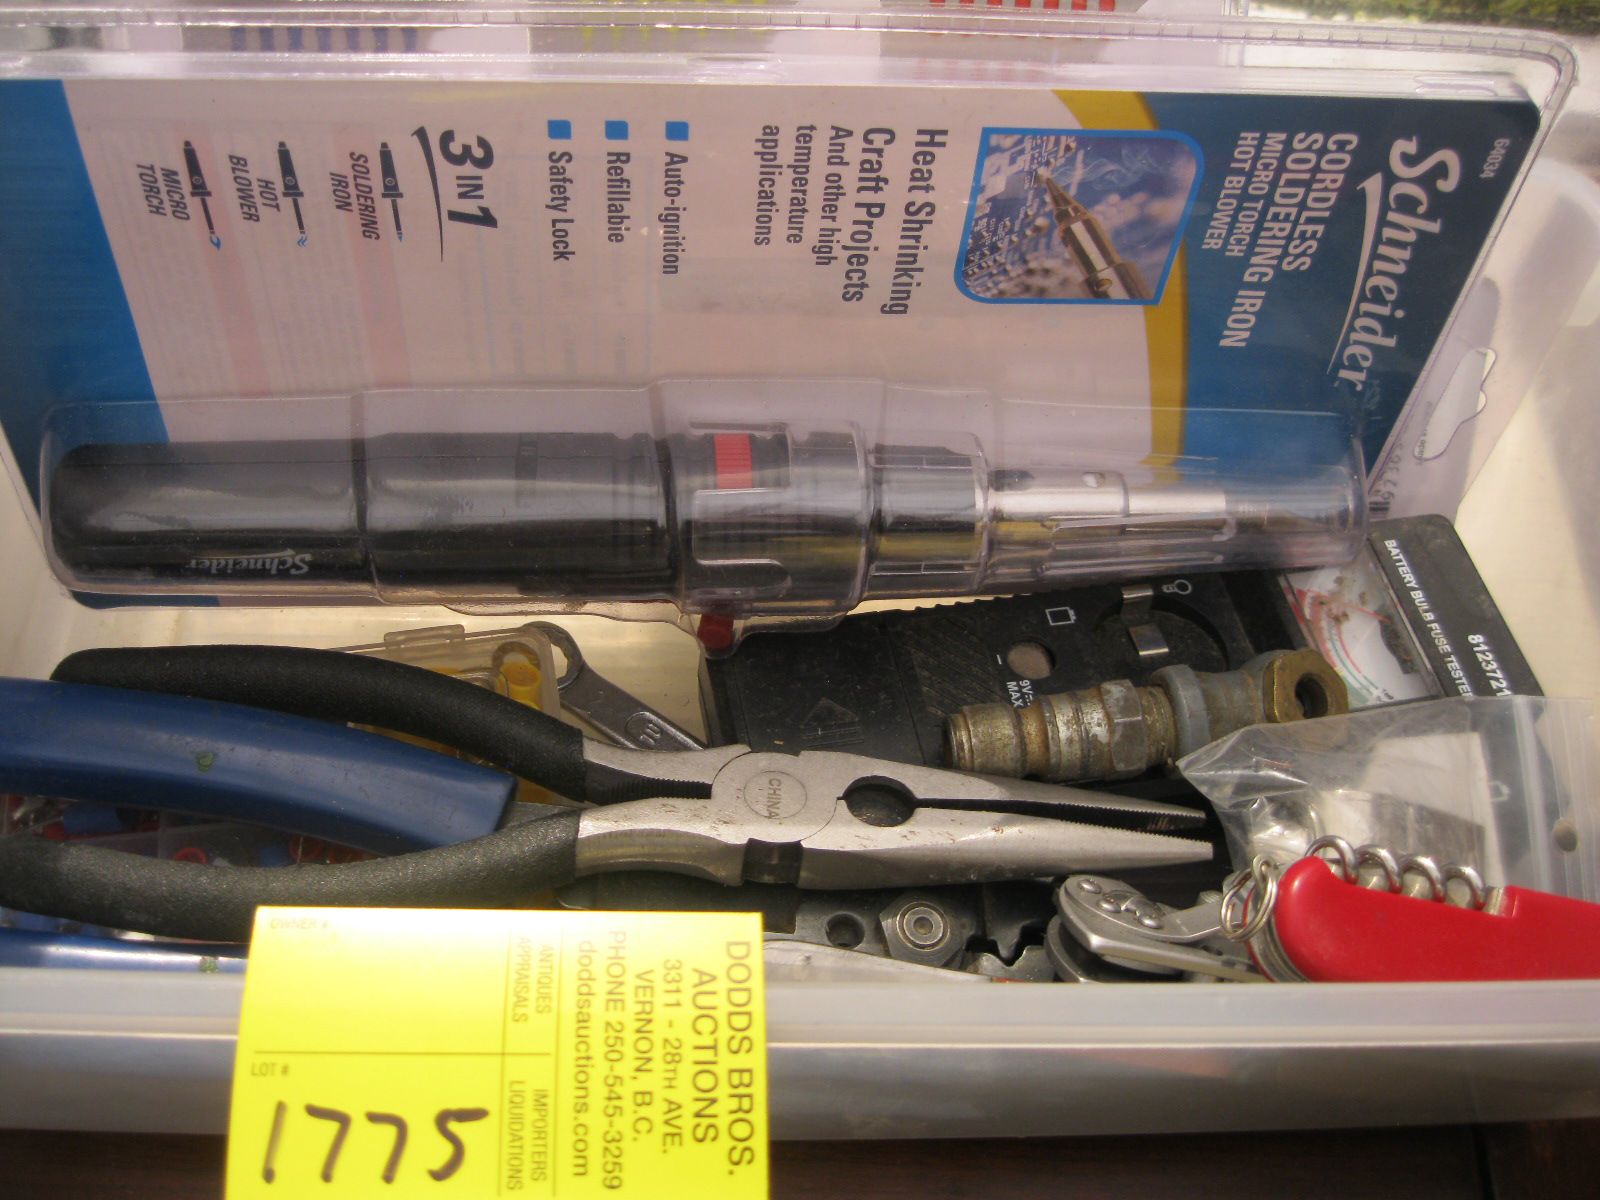 64034
Schneider
CORDLESS
SOLDERING IRON
MICRO TORCH
HOT BLOWER
Heat Shrinking
Craft Projects
And other high
temperature
applications
Auto-ignition
Refillable
Safety Lock
3 IN 1
SOLDERING
IRON
HOT
BLOWER
MICRO
TORCH
Schneider
BATTERY BULB FUSE TESTER
8123721
9V
MAX
10
CHINA
DODDS BROS.
AUCTIONS
3311 - 28TH AVE.
VERNON, B.C.
PHONE 250-545-3259
doddsauctions.com
ANTIQUES
APPRAISALS
IMPORTERS
LIQUIDATIONS
OWNER #
LOT #
1775